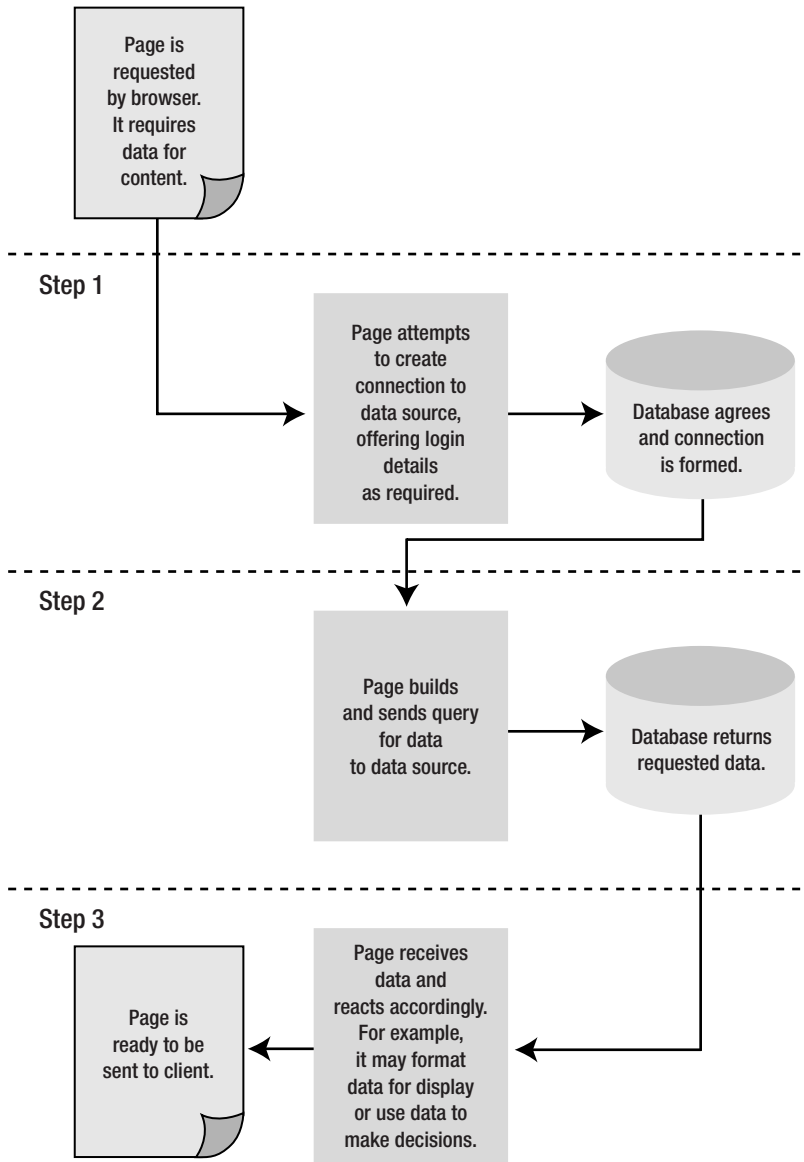 Page is
requested
by browser.
It requires
data for
content.
Step 1
Page attempts
to create
connection to
data source,
offering login
details
as required.
Database agrees
and connection
is formed.
Step 2
Page builds
and sends query
for data
to data source.
Database returns
requested data.
Step 3
Page receives
data and
reacts accordingly.
For example,
it may format
data for display
or use data to
make decisions.
Page is
ready to be
sent to client.